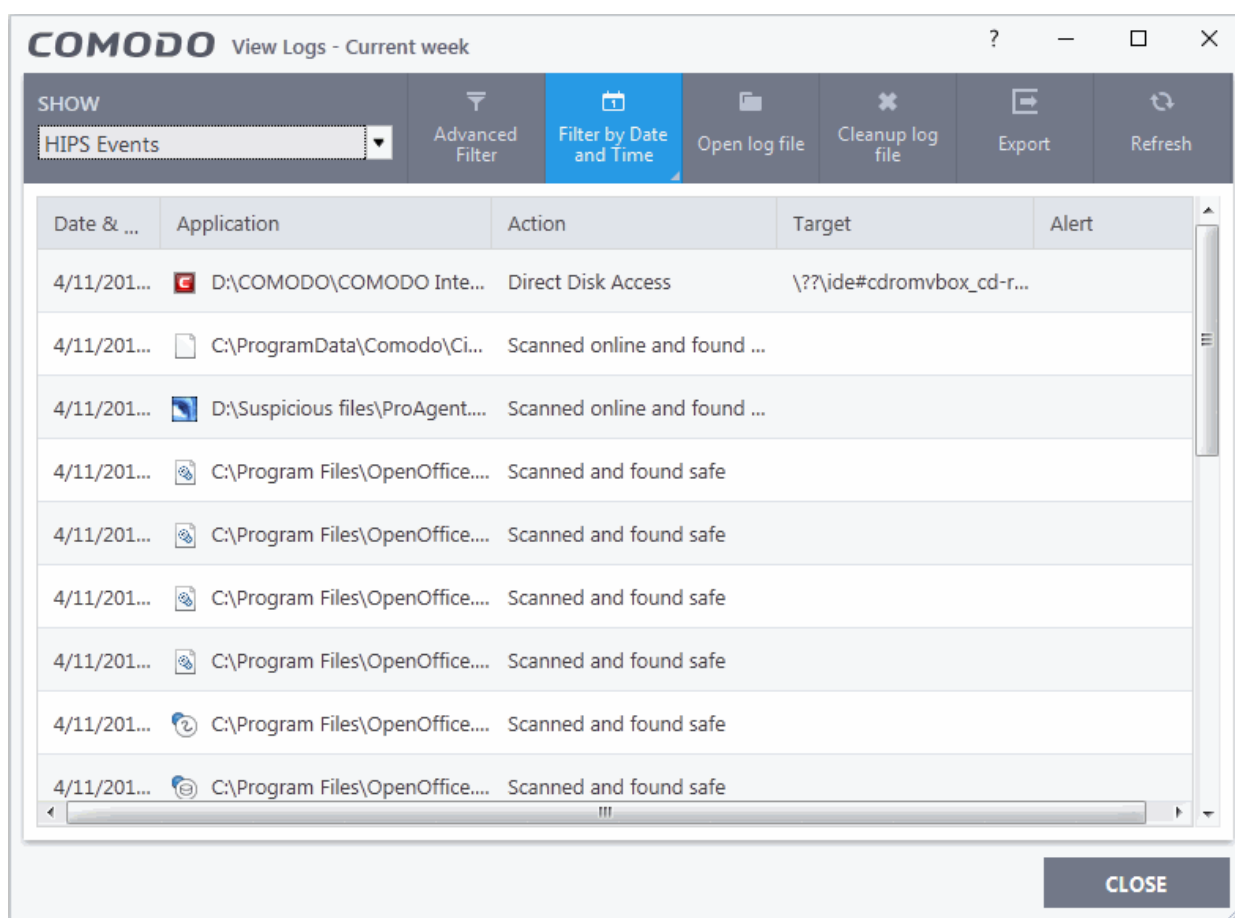 COMODO View Logs - Current week ?
SHOW
HIPS Events
Advanced
Filter
Filter by Date
and Time
Open log file
Cleanup log
file
Export
Refresh
Date & ... Application Action Target Alert
4/11/201... D:\COMODO\COMODO Inte... Direct Disk Access \??\ide#cdromvbox_cd-r...
4/11/201... C:\ProgramData\Comodo\Ci... Scanned online and found ...
4/11/201... D:\Suspicious files\ProAgent.... Scanned online and found ...
4/11/201... C:\Program Files\OpenOffice.... Scanned and found safe
4/11/201... C:\Program Files\OpenOffice.... Scanned and found safe
4/11/201... C:\Program Files\OpenOffice.... Scanned and found safe
4/11/201... C:\Program Files\OpenOffice.... Scanned and found safe
4/11/201... C:\Program Files\OpenOffice.... Scanned and found safe
4/11/201... C:\Program Files\OpenOffice.... Scanned and found safe
CLOSE